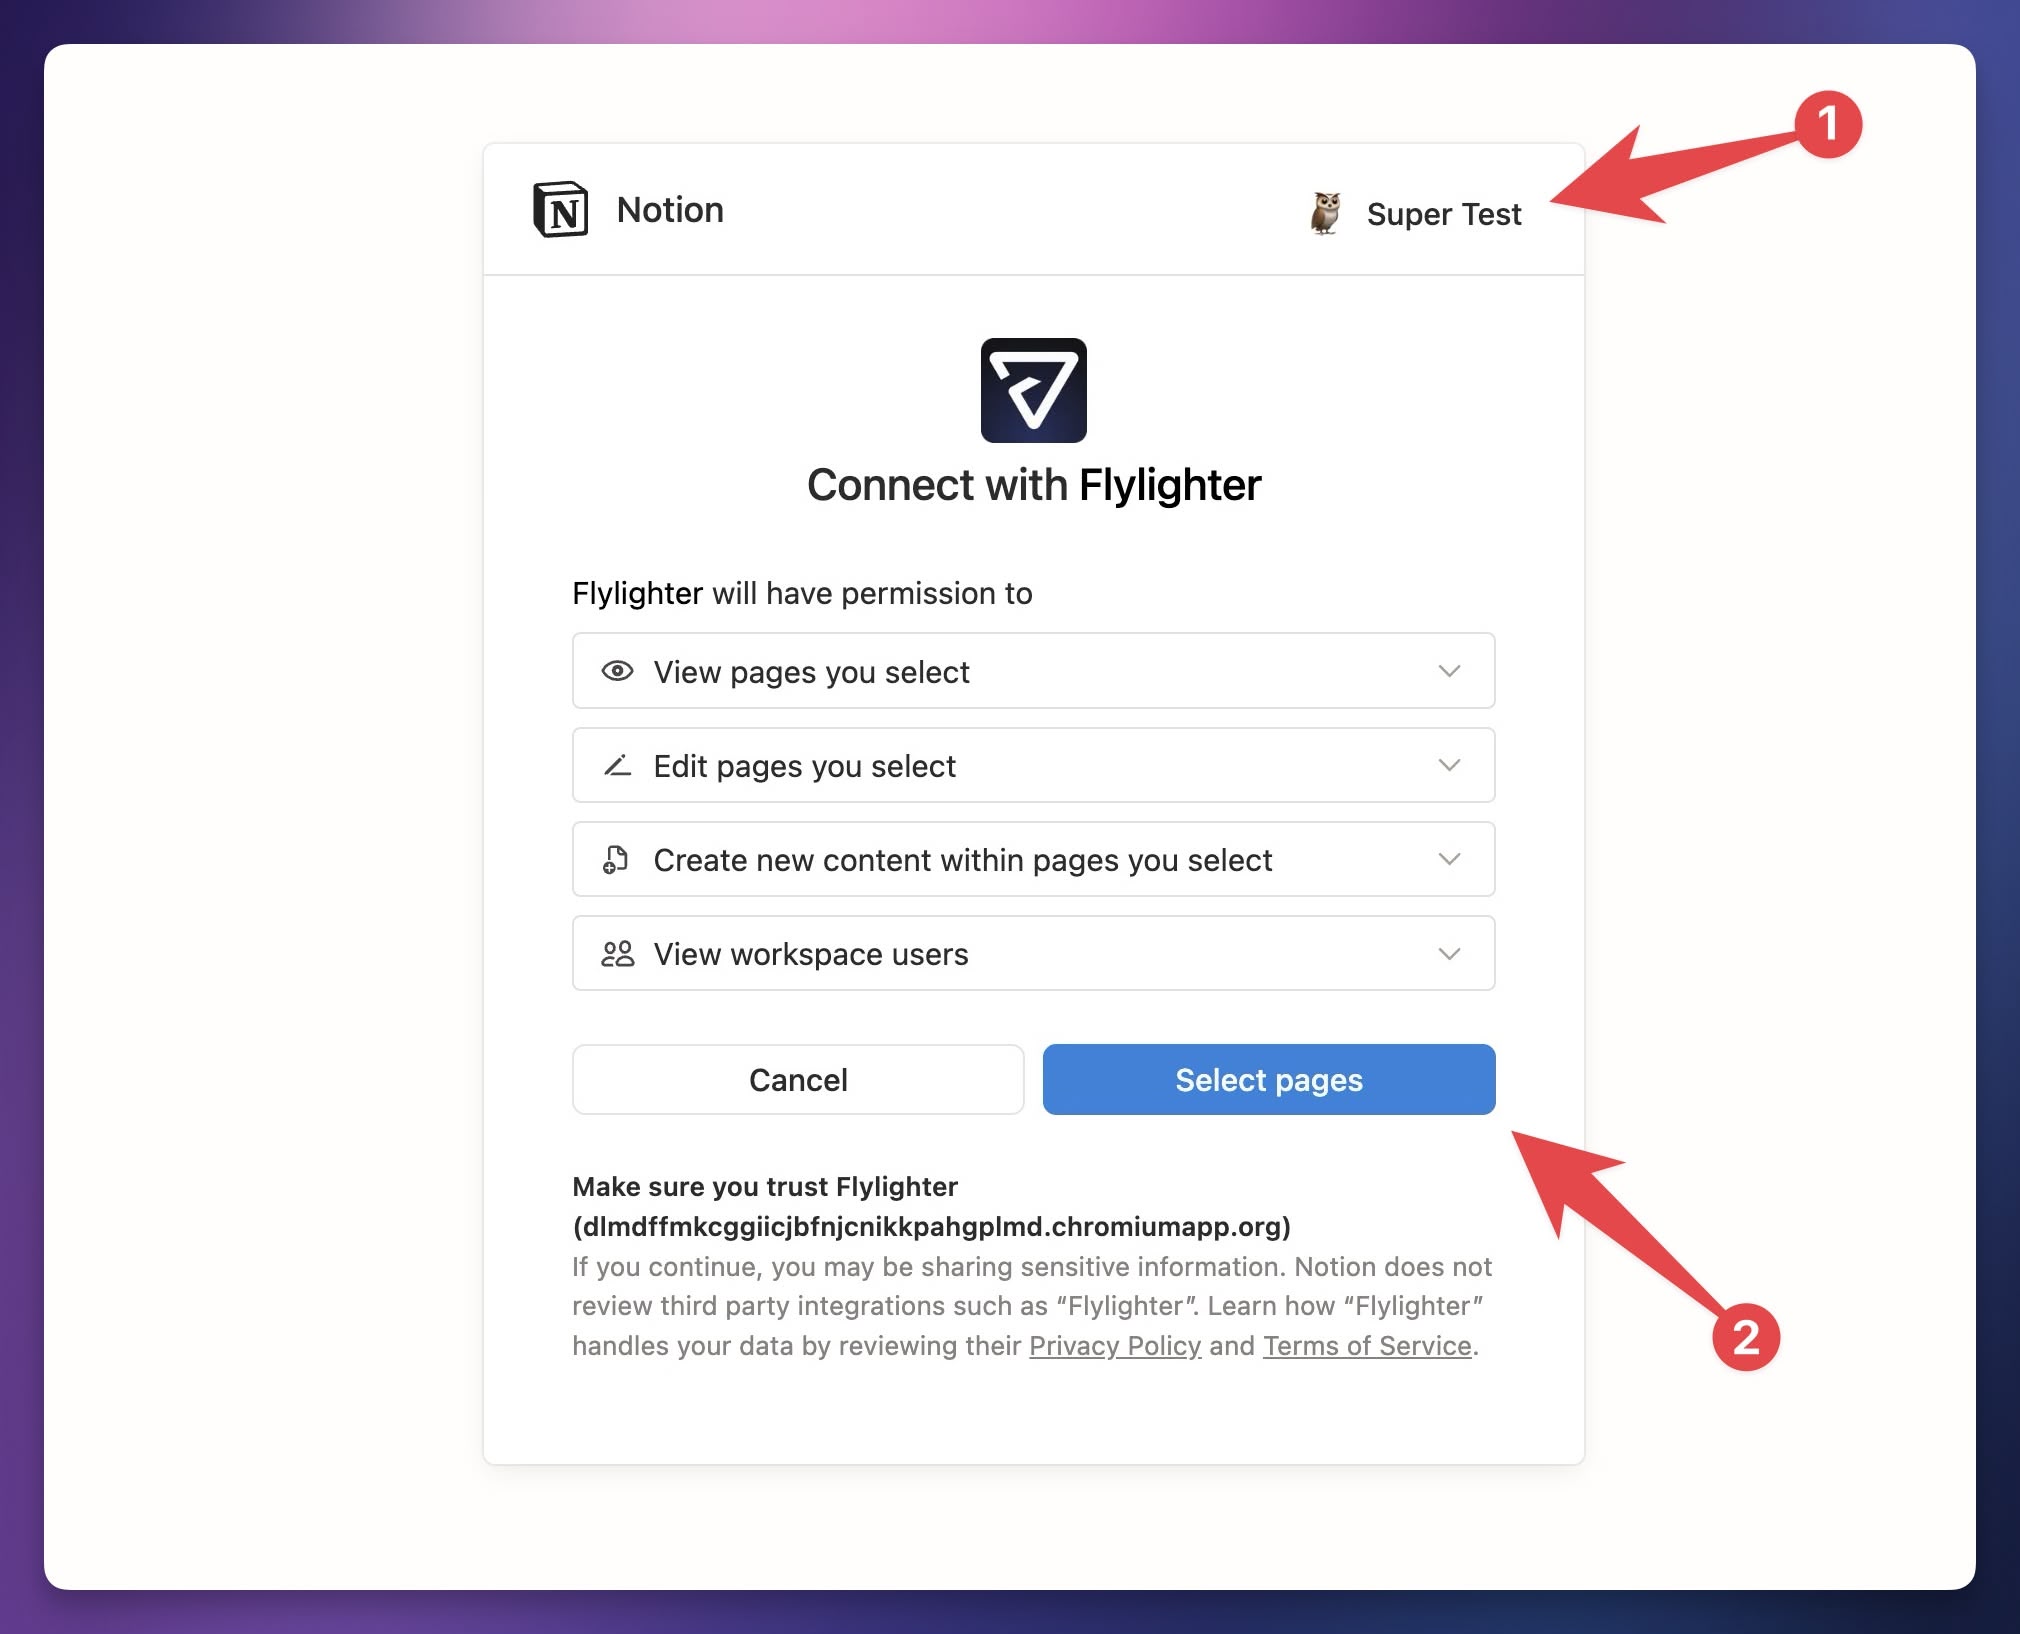 1
N Notion
Super Test
Connect with Flylighter
Flylighter will have permission to
View pages you select
Edit pages you select
Create new content within pages you select
View workspace users
Cancel
Select pages
Make sure you trust Flylighter
(dlmdffmkcggiicjbfnjcnikkpahgplmd.chromiumapp.org)
If you continue, you may be sharing sensitive information. Notion does not
review third party integrations such as “Flylighter”. Learn how “Flylighter”
handles your data by reviewing their Privacy Policy and Terms of Service.
2